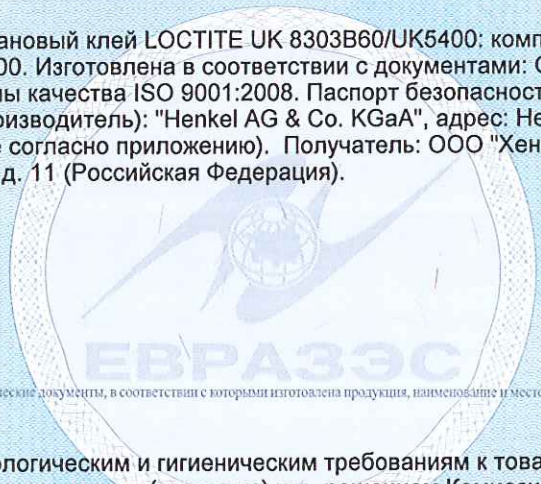 ановый клей LOCTITE UK 8303B60/UK5400: комп
00. Изготовлена в соответствии с документами: С
ы качества ISO 9001:2008. Паспорт безопасност
оизводитель): "Henkel AG & Co. KGaA", адрес: Не
е согласно приложению). Получатель: ООО "Хен
д. 11 (Российская Федерация).
ЕВРАЗЭС
ческие документы, в соответствии с которыми изготовлена продукция, наименование и место
ологическим и гигиеническим требованиям к това